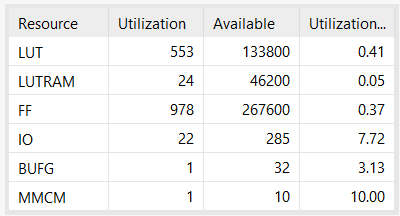 Resource Utilization Available Utilization...
LUT 553 133800 0.41
LUTRAM 24 46200 0.05
FF 978 267600 0.37
IO 22 285 7.72
BUFG 1 32 3.13
MMCM 1 10 10.00